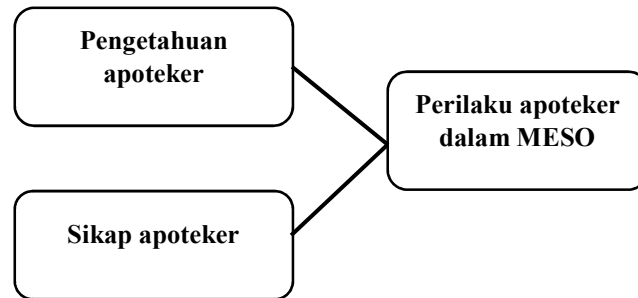 Pengetahuan
apoteker
Perilaku apoteker
dalam MESO
Sikap apoteker